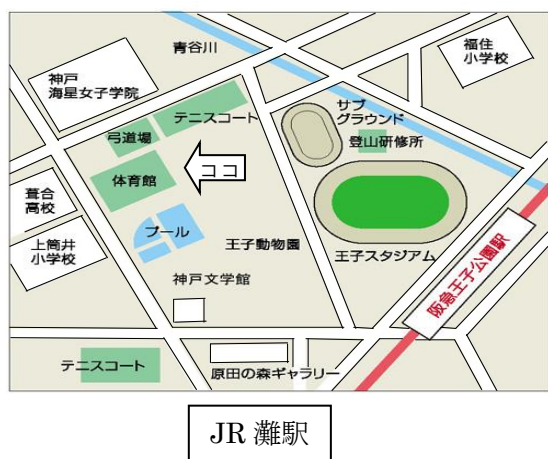 青谷川
福住
小学校
神戸
海星女子学院
サブ
グラウンド
テニスコート
弓道場
登山研修所
ココ
体育館
葺合
高校
プール
上筒井
小学校
王子動物園
王子スタジアム
阪急王子公園駅
神戸文学館
テニスコート
原田の森ギャラリー
JR 灘駅